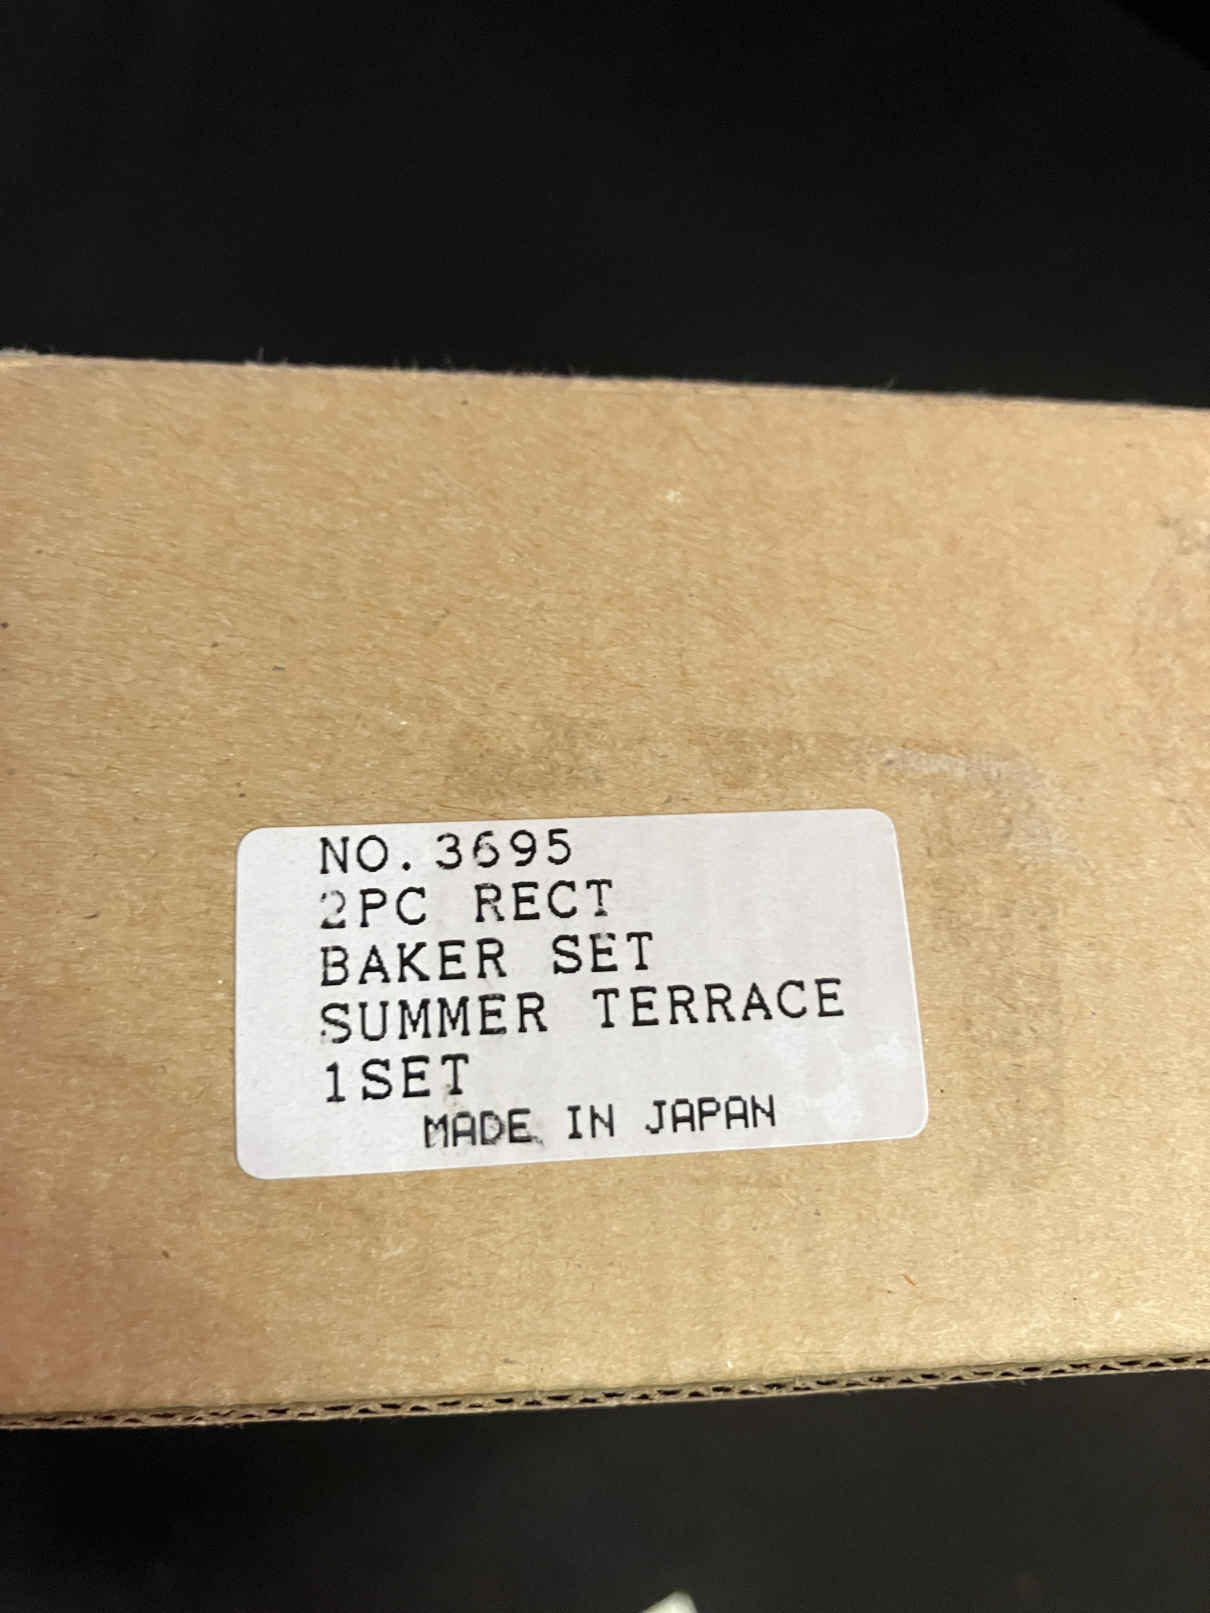 NO.3695
2PC RECT
BAKER SET
SUMMER TERRACE
1SET
MADE IN JAPAN